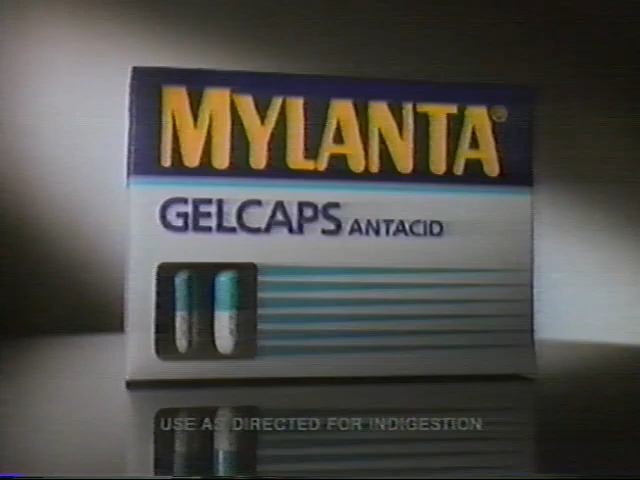 MYLANTA®
GELCAPS ANTACID
USE AS DIRECTED FOR INDIGESTION